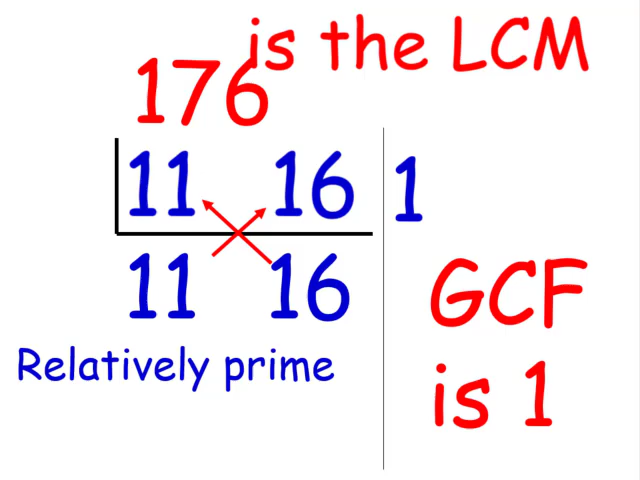 is the LCM
176
11 16 1
11 16
GCF
is 1
Relatively prime